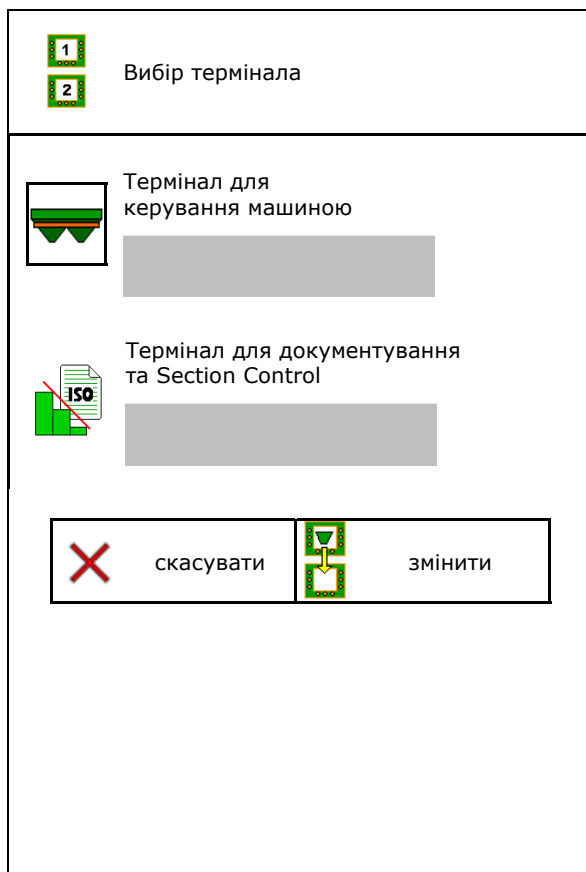 1
2
Вибір термінала
Термінал для
керування машиною
Термінал для документування
та Section Control
ISO
скасувати
змінити